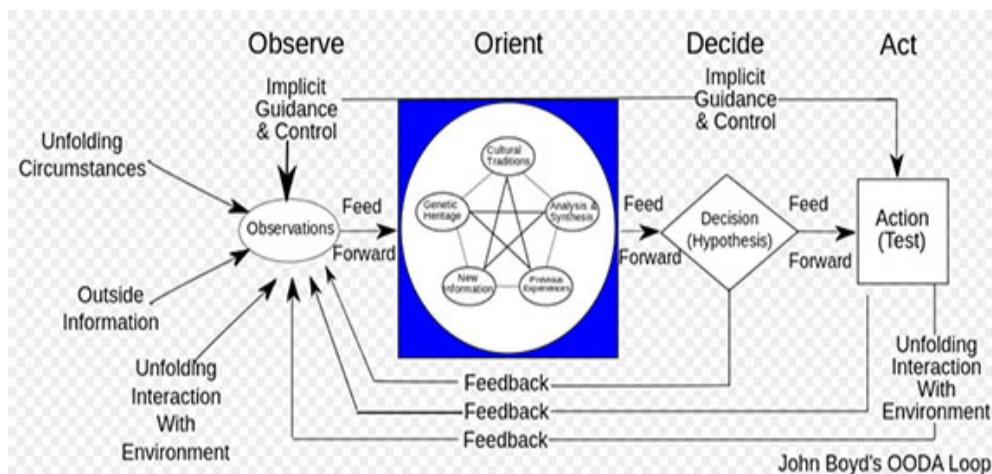 Observe
Orient
Decide
Act
Implicit
Guidance
& Control
Implicit
Guidance
& Control
Unfolding
Circumstances
Observations
Feed
Forward
Cultural
Traditions
Genetic
Heritage
Analysis &
Synthesis
New
Information
Previous
Experiences
Feed
Forward
Decision
(Hypothesis)
Feed
Forward
Action
(Test)
Outside
Information
Unfolding
Interaction
With
Environment
Feedback
Feedback
Feedback
Unfolding
Interaction
With
Environment
John Boyd's OODA Loop